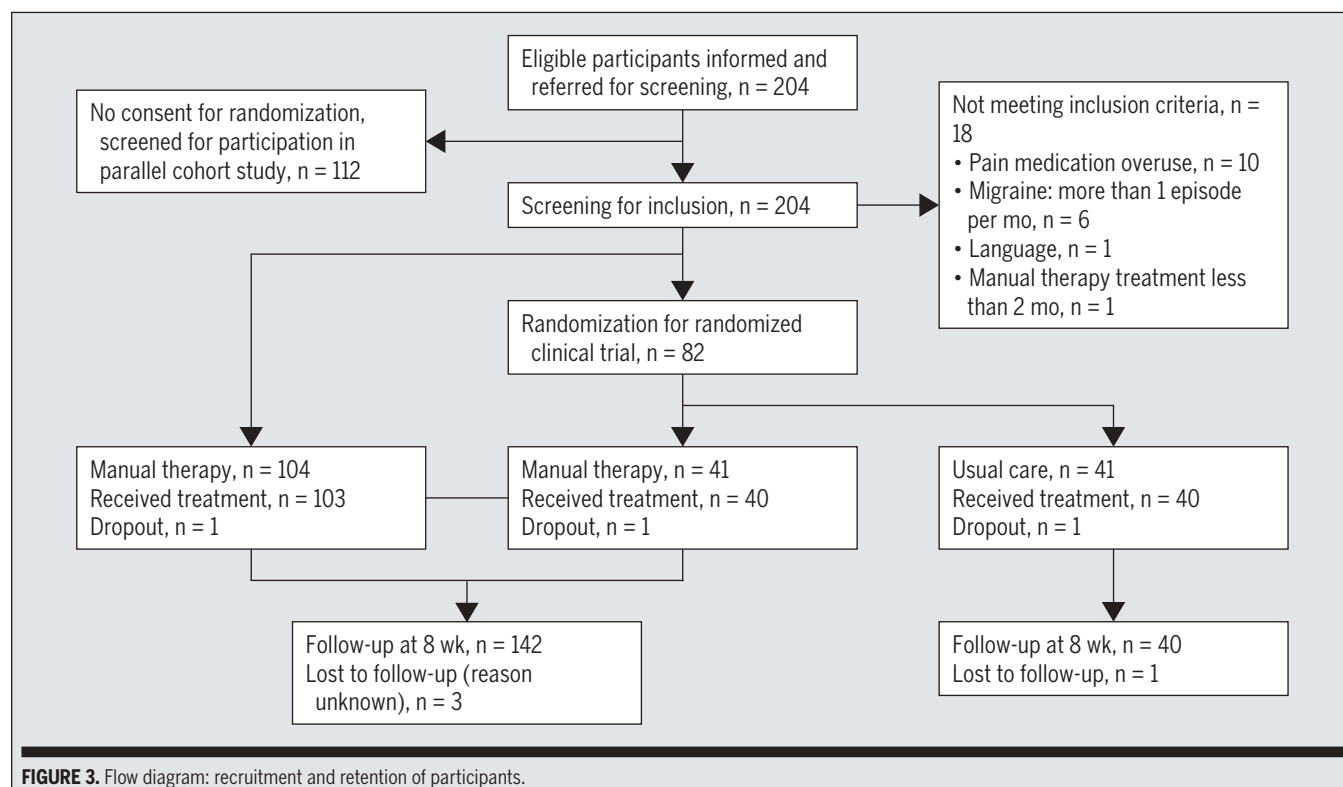 Eligible participants informed and
referred for screening, n = 204
No consent for randomization,
screened for participation in
parallel cohort study, n = 112
Not meeting inclusion criteria, n =
18
• Pain medication overuse, n = 10
• Migraine: more than 1 episode
per mo, n = 6
• Language, n = 1
• Manual therapy treatment less
than 2 mo, n = 1
Screening for inclusion, n = 204
Randomization for randomized
clinical trial, n = 82
Manual therapy, n = 104
Received treatment, n = 103
Dropout, n = 1
Manual therapy, n = 41
Received treatment, n = 40
Dropout, n = 1
Usual care, n = 41
Received treatment, n = 40
Dropout, n = 1
Follow-up at 8 wk, n = 142
Lost to follow-up (reason
unknown), n = 3
Follow-up at 8 wk, n = 40
Lost to follow-up, n = 1
FIGURE 3. Flow diagram: recruitment and retention of participants.